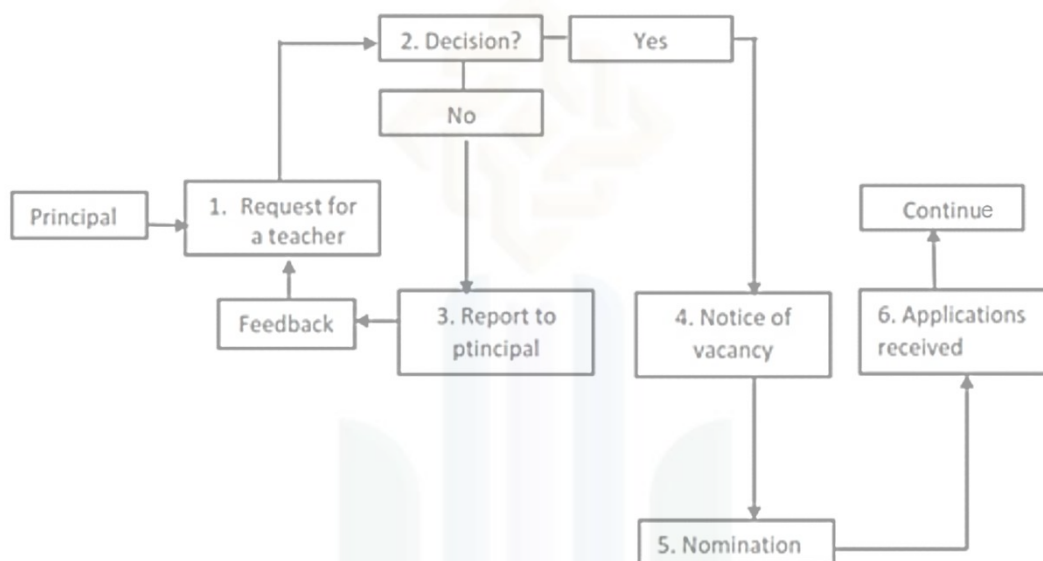 2. Decision?
Yes
No
Principal
1. Request for
a teacher
Continue
Feedback
3. Report to
ptincipal
4. Notice of
vacancy
6. Applications
received
5. Nomination